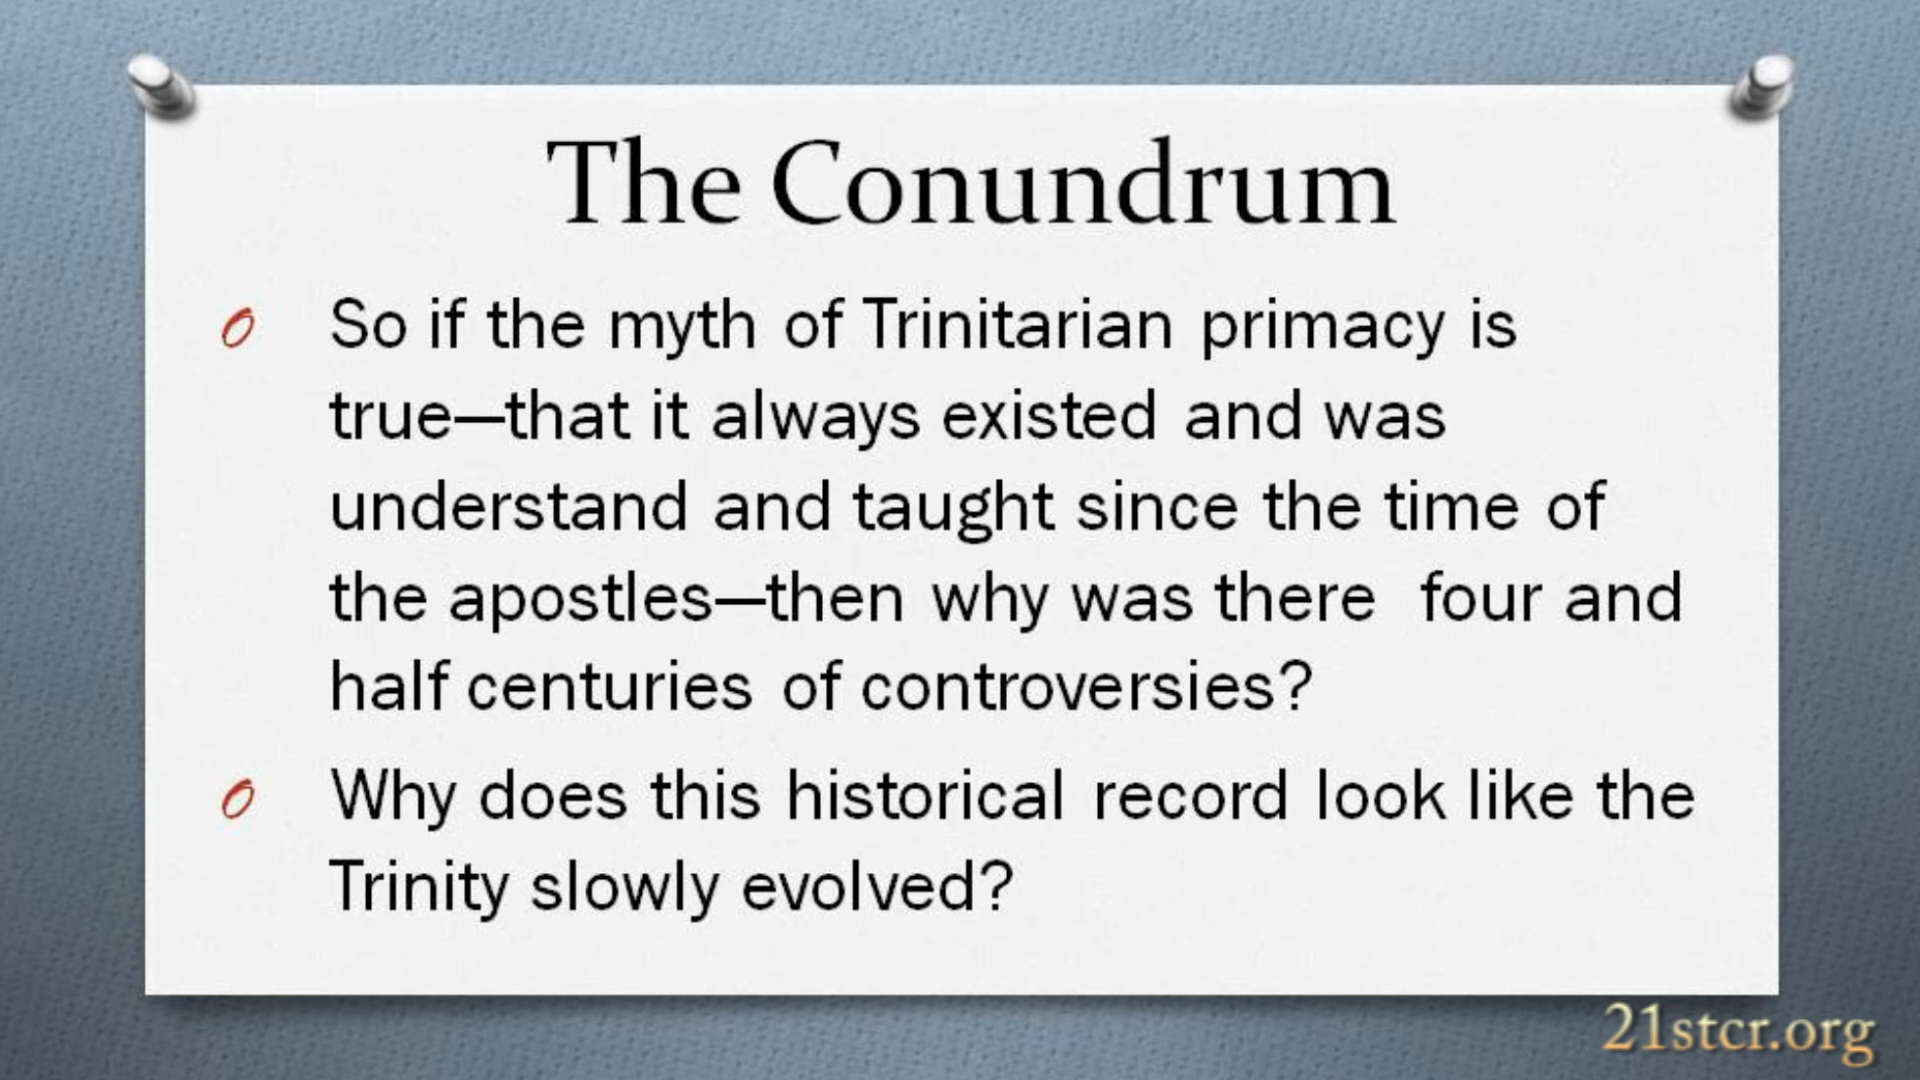 The Conundrum
So if the myth of Trinitarian primacy is
true—that it always existed and was
understand and taught since the time of
the apostles—then why was there four and
half centuries of controversies?
Why does this historical record look like the
Trinity slowly evolved?
21stcr.org